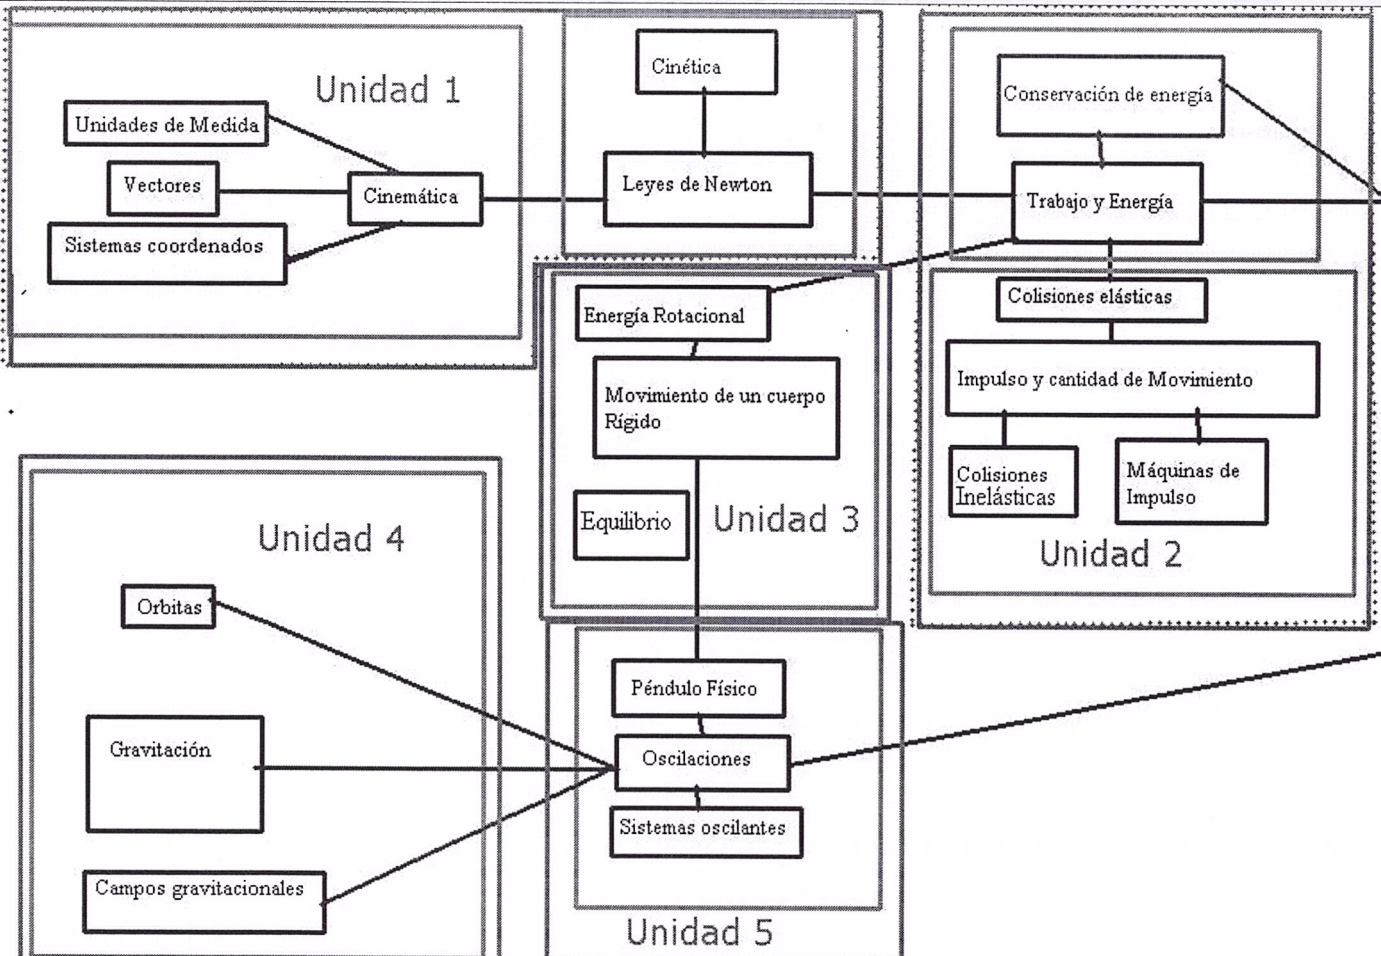 Unidad 1
Unidades de Medida
Vectores
Sistemas coordenados
Cinemática
Cinética
Leyes de Newton
Conservación de energía
Trabajo y Energía
Colisiones elásticas
Impulso y cantidad de Movimiento
Colisiones
Inelásticas
Máquinas de
Impulso
Unidad 2
Energía Rotacional
Movimiento de un cuerpo
Rígido
Equilibrio
Unidad 3
Unidad 4
Orbitas
Gravitación
Campos gravitacionales
Péndulo Físico
Oscilaciones
Sistemas oscilantes
Unidad 5